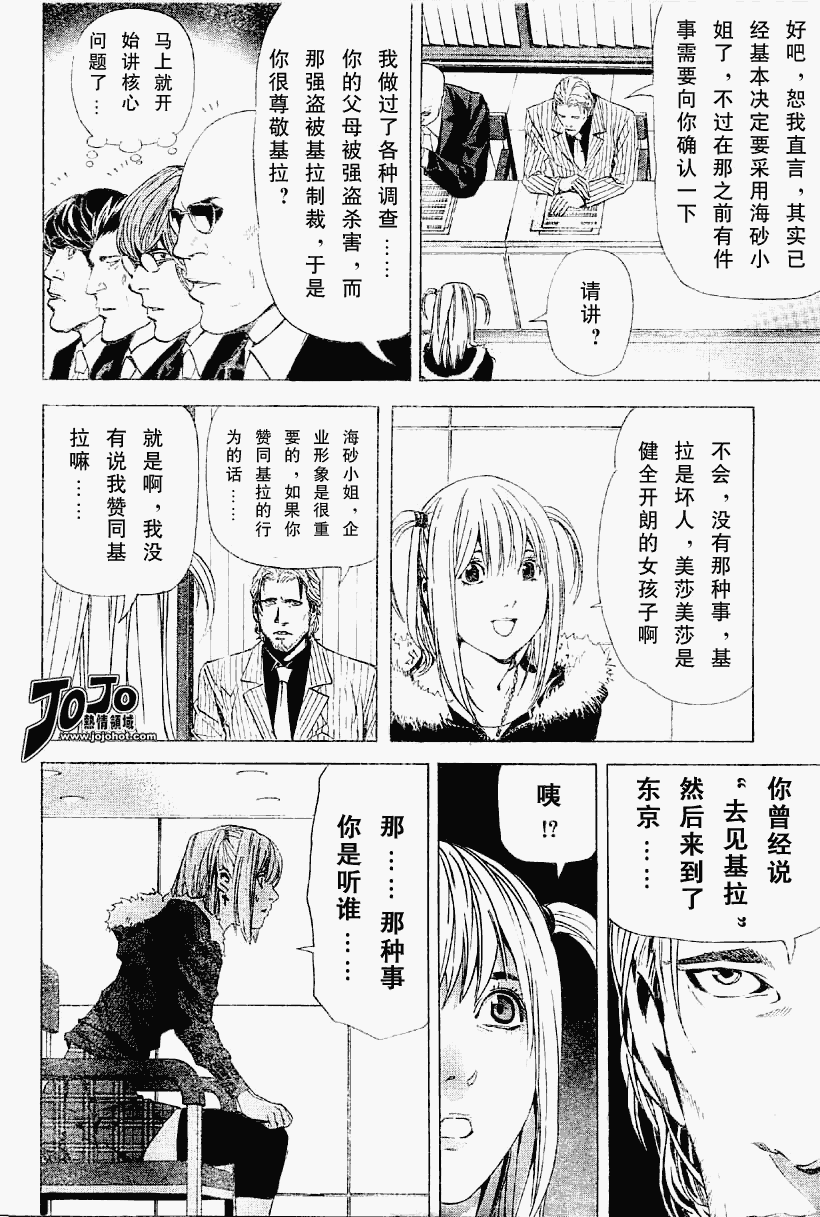 好吧，恕我直言，其实已
经基本决定要采用海砂小
姐了，不过在那之前有件
事需要向你确认一下
请讲？
我做过了各种调查……
你的父母被强盗杀害，而
那强盗被基拉制裁，于是
你很尊敬基拉？
马上就开
始讲核心
问题了…
不会，没有那种事，基
拉是坏人，美莎美莎是
健全开朗的女孩子啊
海砂小姐，企
业形象是很重
要的，如果你
赞同基拉的行
为的话……
就是啊，我没
有说我赞同基
拉嘛……
JOJO
熱情領域
www.jojohot.com
你曾经说
“去见基拉”
然后来到了
东京……
咦!?
那……那种事
你是听谁……